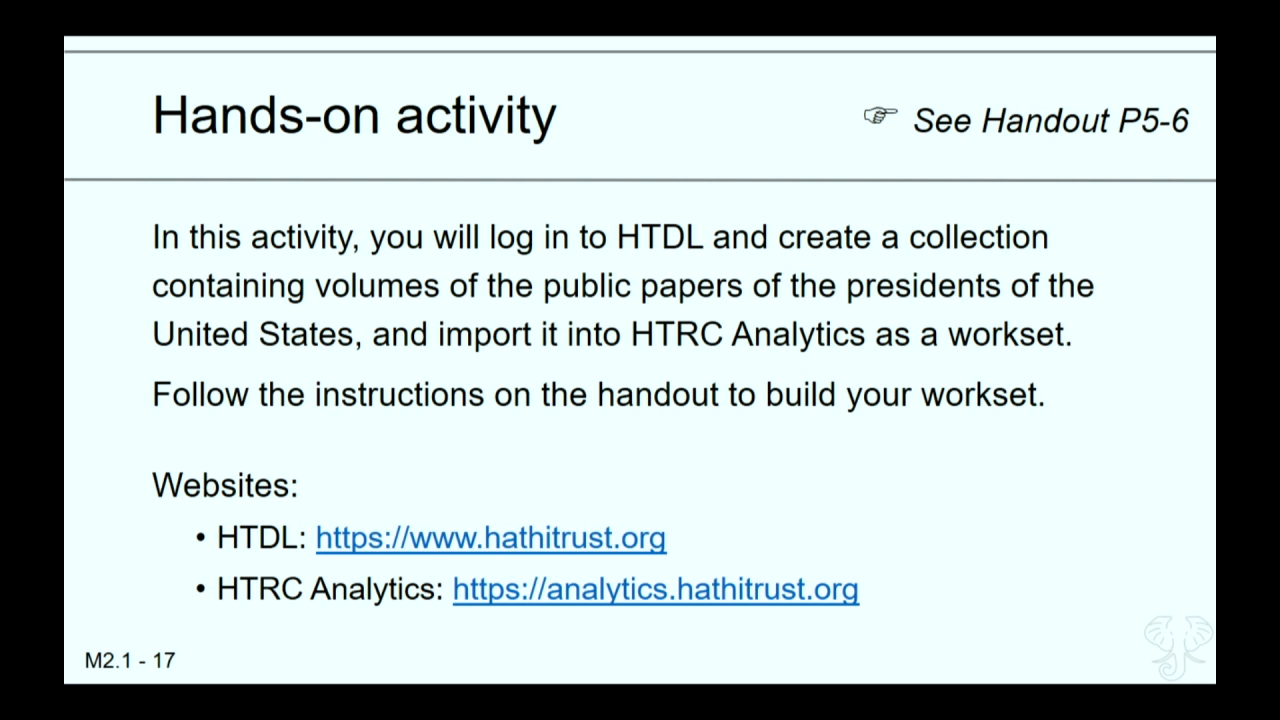 Hands-on activity
☞ See Handout P5-6
In this activity, you will log in to HTDL and create a collection
containing volumes of the public papers of the presidents of the
United States, and import it into HTRC Analytics as a workset.
Follow the instructions on the handout to build your workset.
Websites:
• HTDL: https://www.hathitrust.org
• HTRC Analytics: https://analytics.hathitrust.org
M2.1 - 17